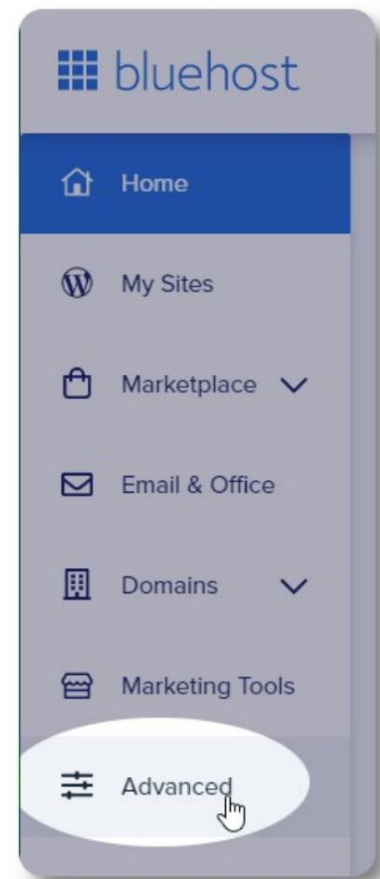 bluehost
Home
My Sites
Marketplace
Email & Office
Domains
Marketing Tools
Advanced